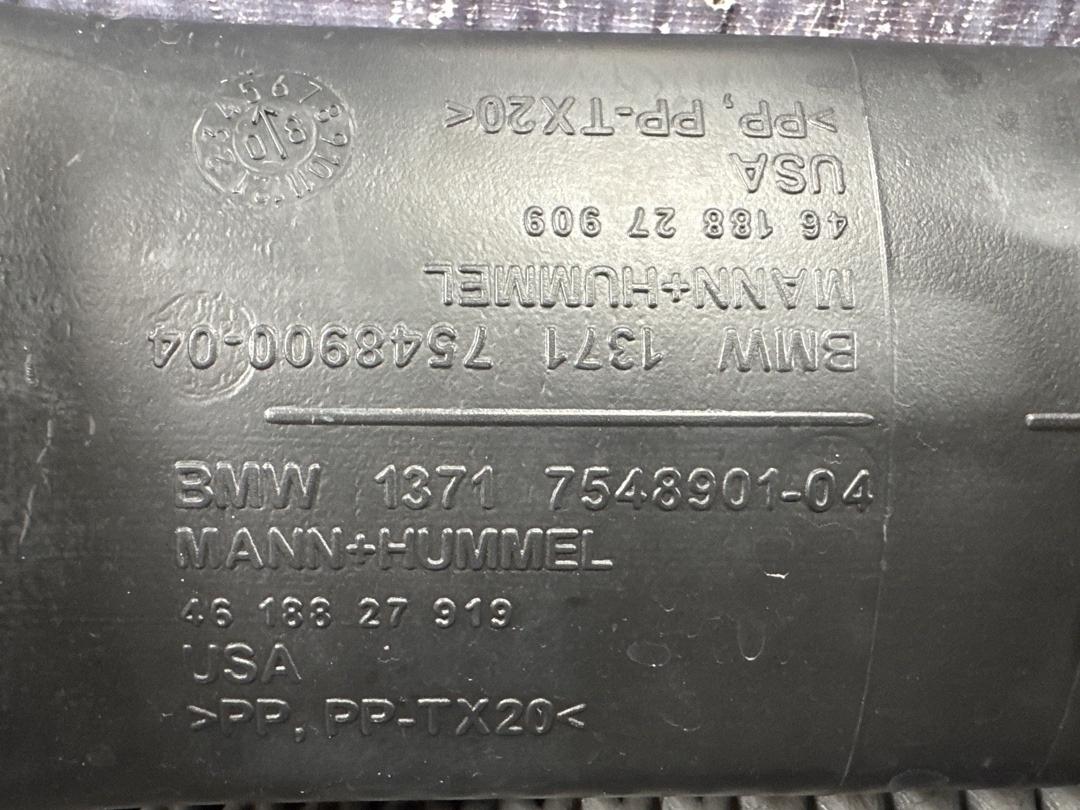 BMW 1371 7548900-04
MANN+HUMMEL
46 188 27 909
USA
>PP, PP-TX20<
BMW 1371 7548901-04
MANN+HUMMEL
46 188 27 919
USA
>PP, PP-TX20<